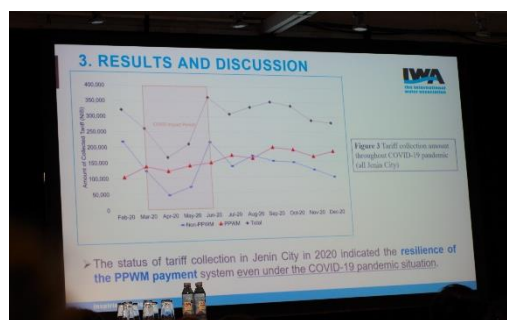 3. RESULTS AND DISCUSSION
IWA
the international
water association
400,000
350,000
300,000
250,000
200,000
150,000
100,000
50,000
0
Amount of Collected Tariff (NIS)
Feb-20 Mar-20 Apr-20 May-20 Jun-20 Jul-20 Aug-20 Sep-20 Oct-20 Nov-20 Dec-20
Non-PPWM PPWM Total
Figure 3 Tariff collection amount
throughout COVID-19 pandemic
(all Jenin City)
➢ The status of tariff collection in Jenin City in 2020 indicated the resilience of
the PPWM payment system even under the COVID-19 pandemic situation.